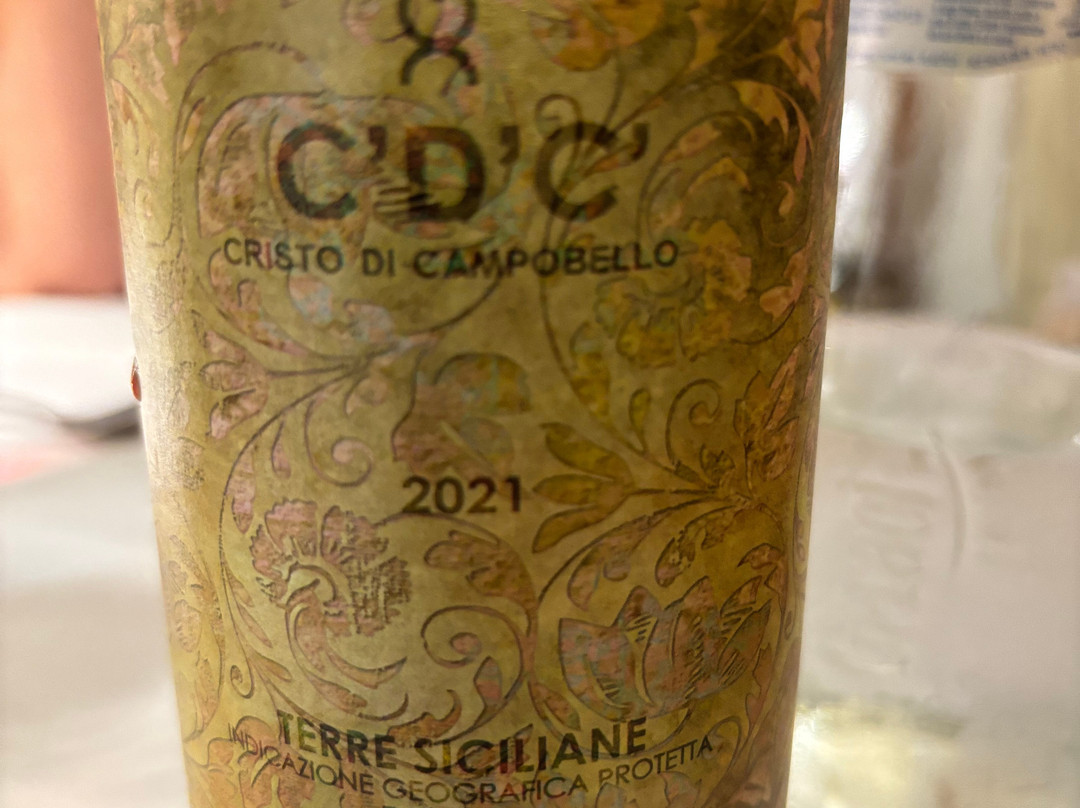 C'D'C'
CRISTO DI CAMPOBELLO
2021
TERRE SICILIANE
INDICAZIONE GEOGRAFICA PROTETTA